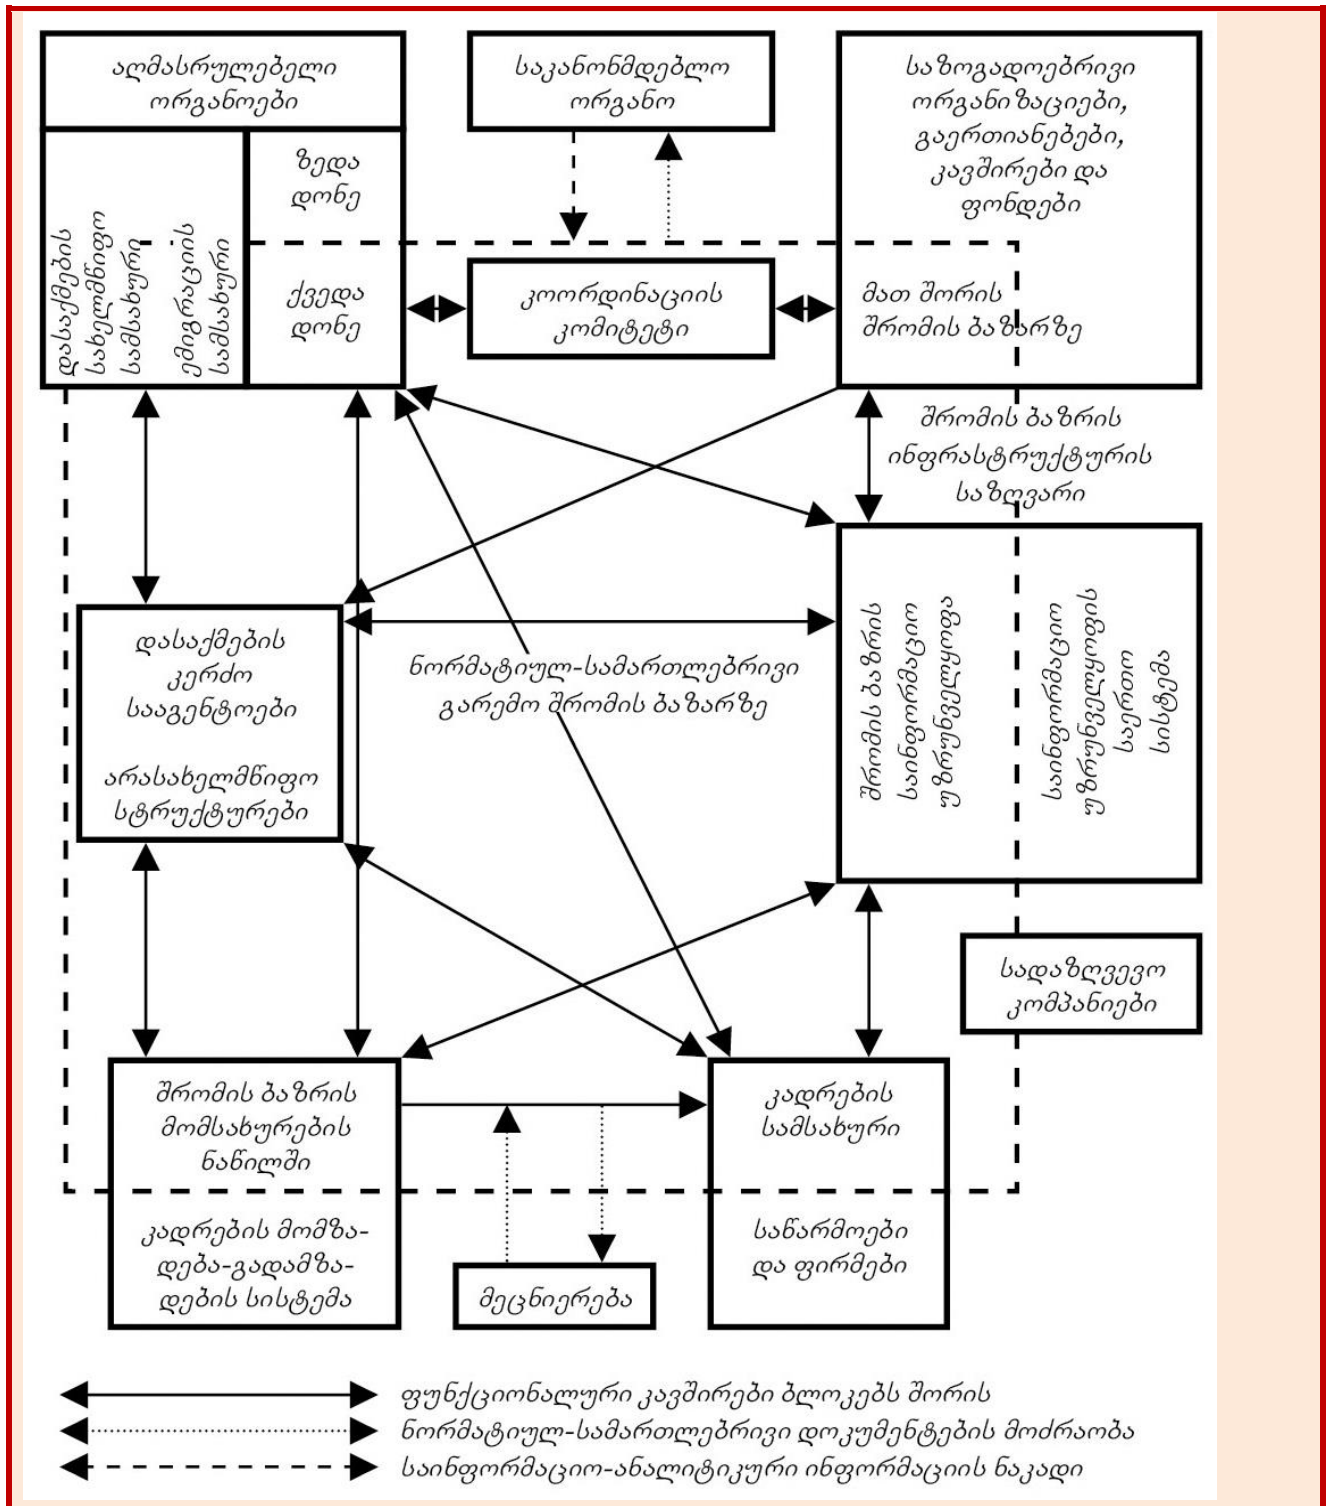 აღმასრულებელი
ორგანოები
საკანონმდებლო
ორგანო
საზოგადოებრივი
ორგანიზაციები,
გაერთიანებები,
კავშირები და
ფონდები
ზედა
დონე
დასაქმების
სახელმწიფო
სამსახური
ემიგრაციის
სამსახური
ქვედა
დონე
კოორდინაციის
კომიტეტი
მათ შორის
შრომის ბაზარზე
შრომის ბაზრის
ინფრასტრუქტურის
საზღვარი
დასაქმების
კერძო
სააგენტოები
არასახელმწიფო
სტრუქტურები
ნორმატიულ-სამართლებრივი
გარემო შრომის ბაზარზე
შრომის ბაზრის
საინფორმაციო
უზრუნველყოფა
საინფორმაციო
უზრუნველყოფის
საერთო
სისტემა
სადაზღვევო
კომპანიები
შრომის ბაზრის
მომსახურების
ნაწილში
კადრების მომზა-
დება-გადამზა-
დების სისტემა
კადრების
სამსახური
საწარმოები
და ფირმები
მეცნიერება
ფუნქციონალური კავშირები ბლოკებს შორის
ნორმატიულ-სამართლებრივი დოკუმენტების მოძრაობა
საინფორმაციო-ანალიტიკური ინფორმაციის ნაკადი